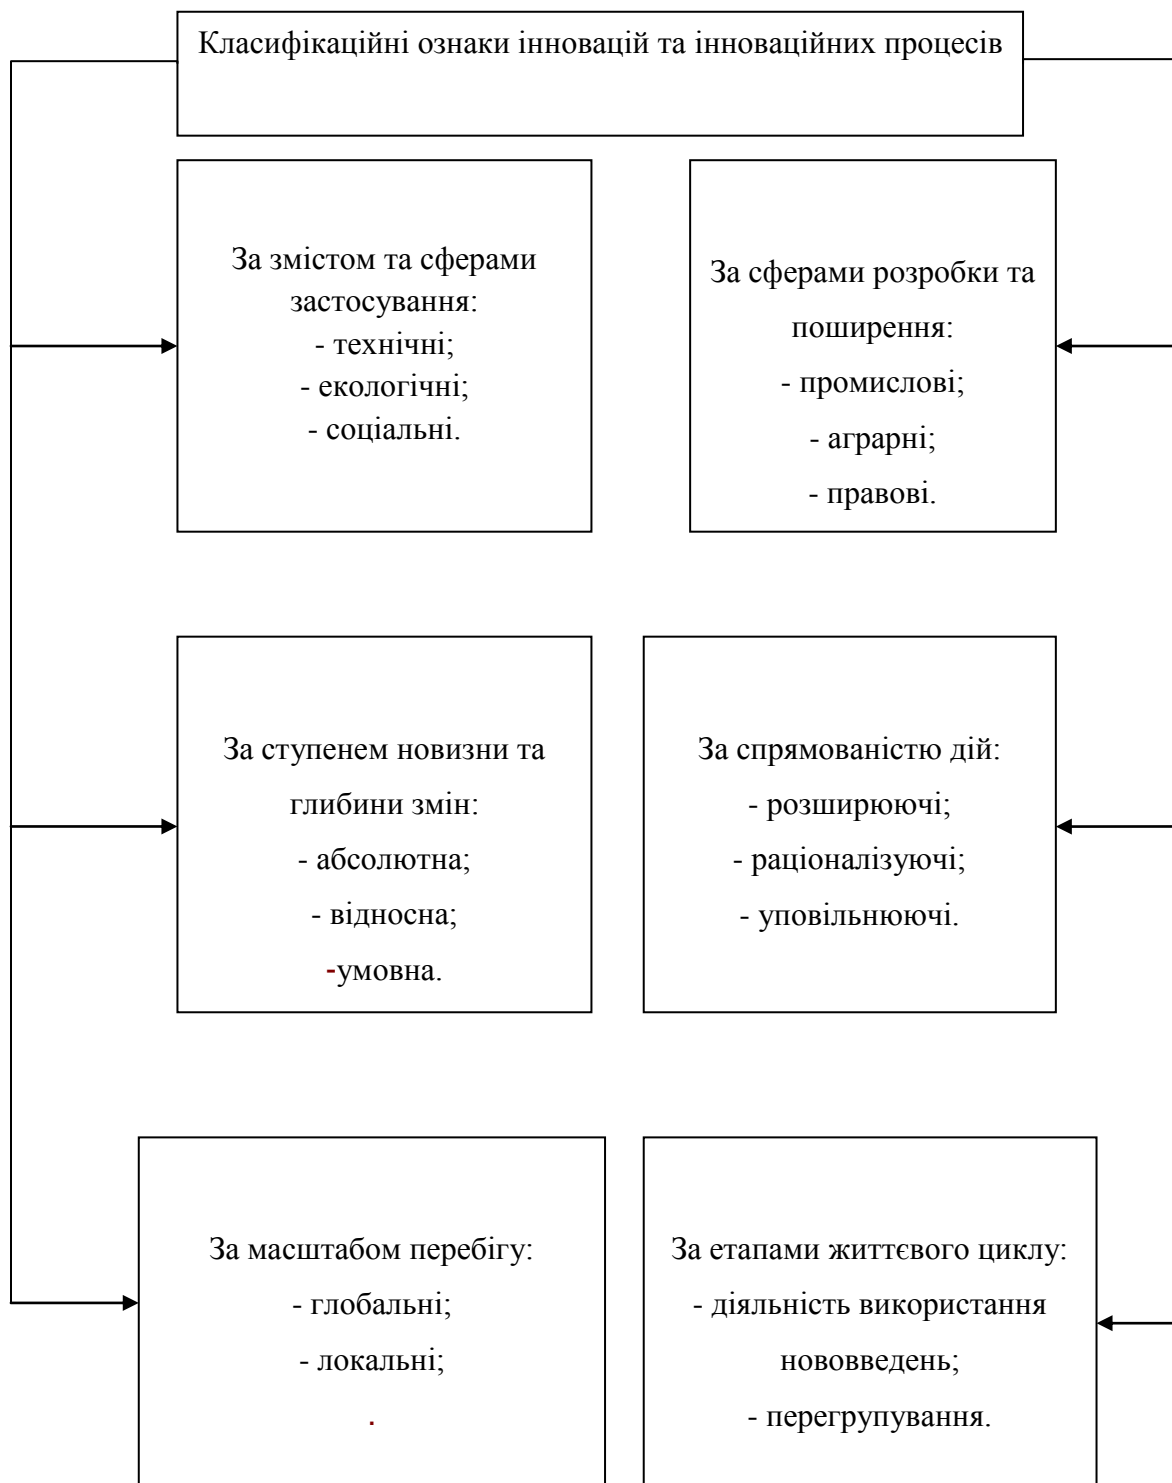 Класифікаційні ознаки інновацій та інноваційних процесів
За змістом та сферами
застосування:
- технічні;
- екологічні;
- соціальні.
За сферами розробки та
поширення:
- промислові;
- аграрні;
- правові.
За ступенем новизни та
глибини змін:
- абсолютна;
- відносна;
-умовна.
За спрямованістю дій:
- розширюючі;
- раціоналізуючі;
- уповільнюючі.
За масштабом перебігу:
- глобальні;
- локальні;
.
За етапами життєвого циклу:
- діяльність використання
нововведень;
- перегрупування.